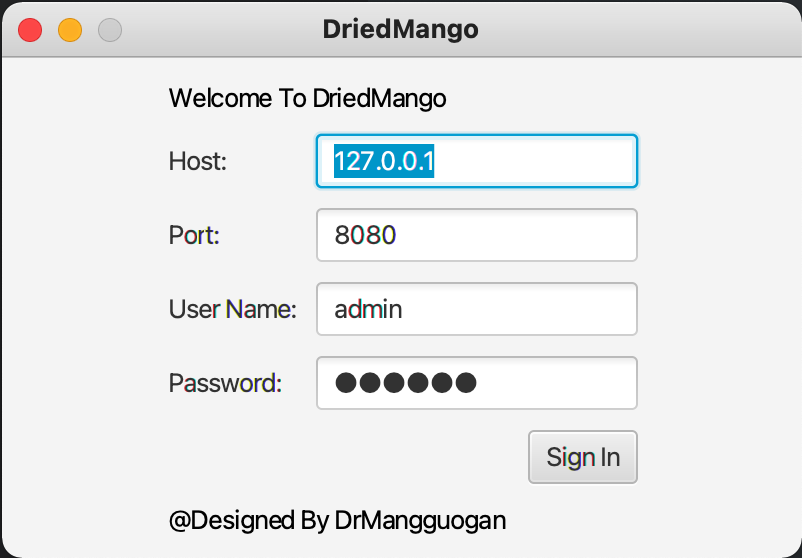 DriedMango
Welcome To DriedMango
Host: 127.0.0.1
Port: 8080
User Name: admin
Password: ●●●●●●
Sign In
@Designed By DrMangguogan